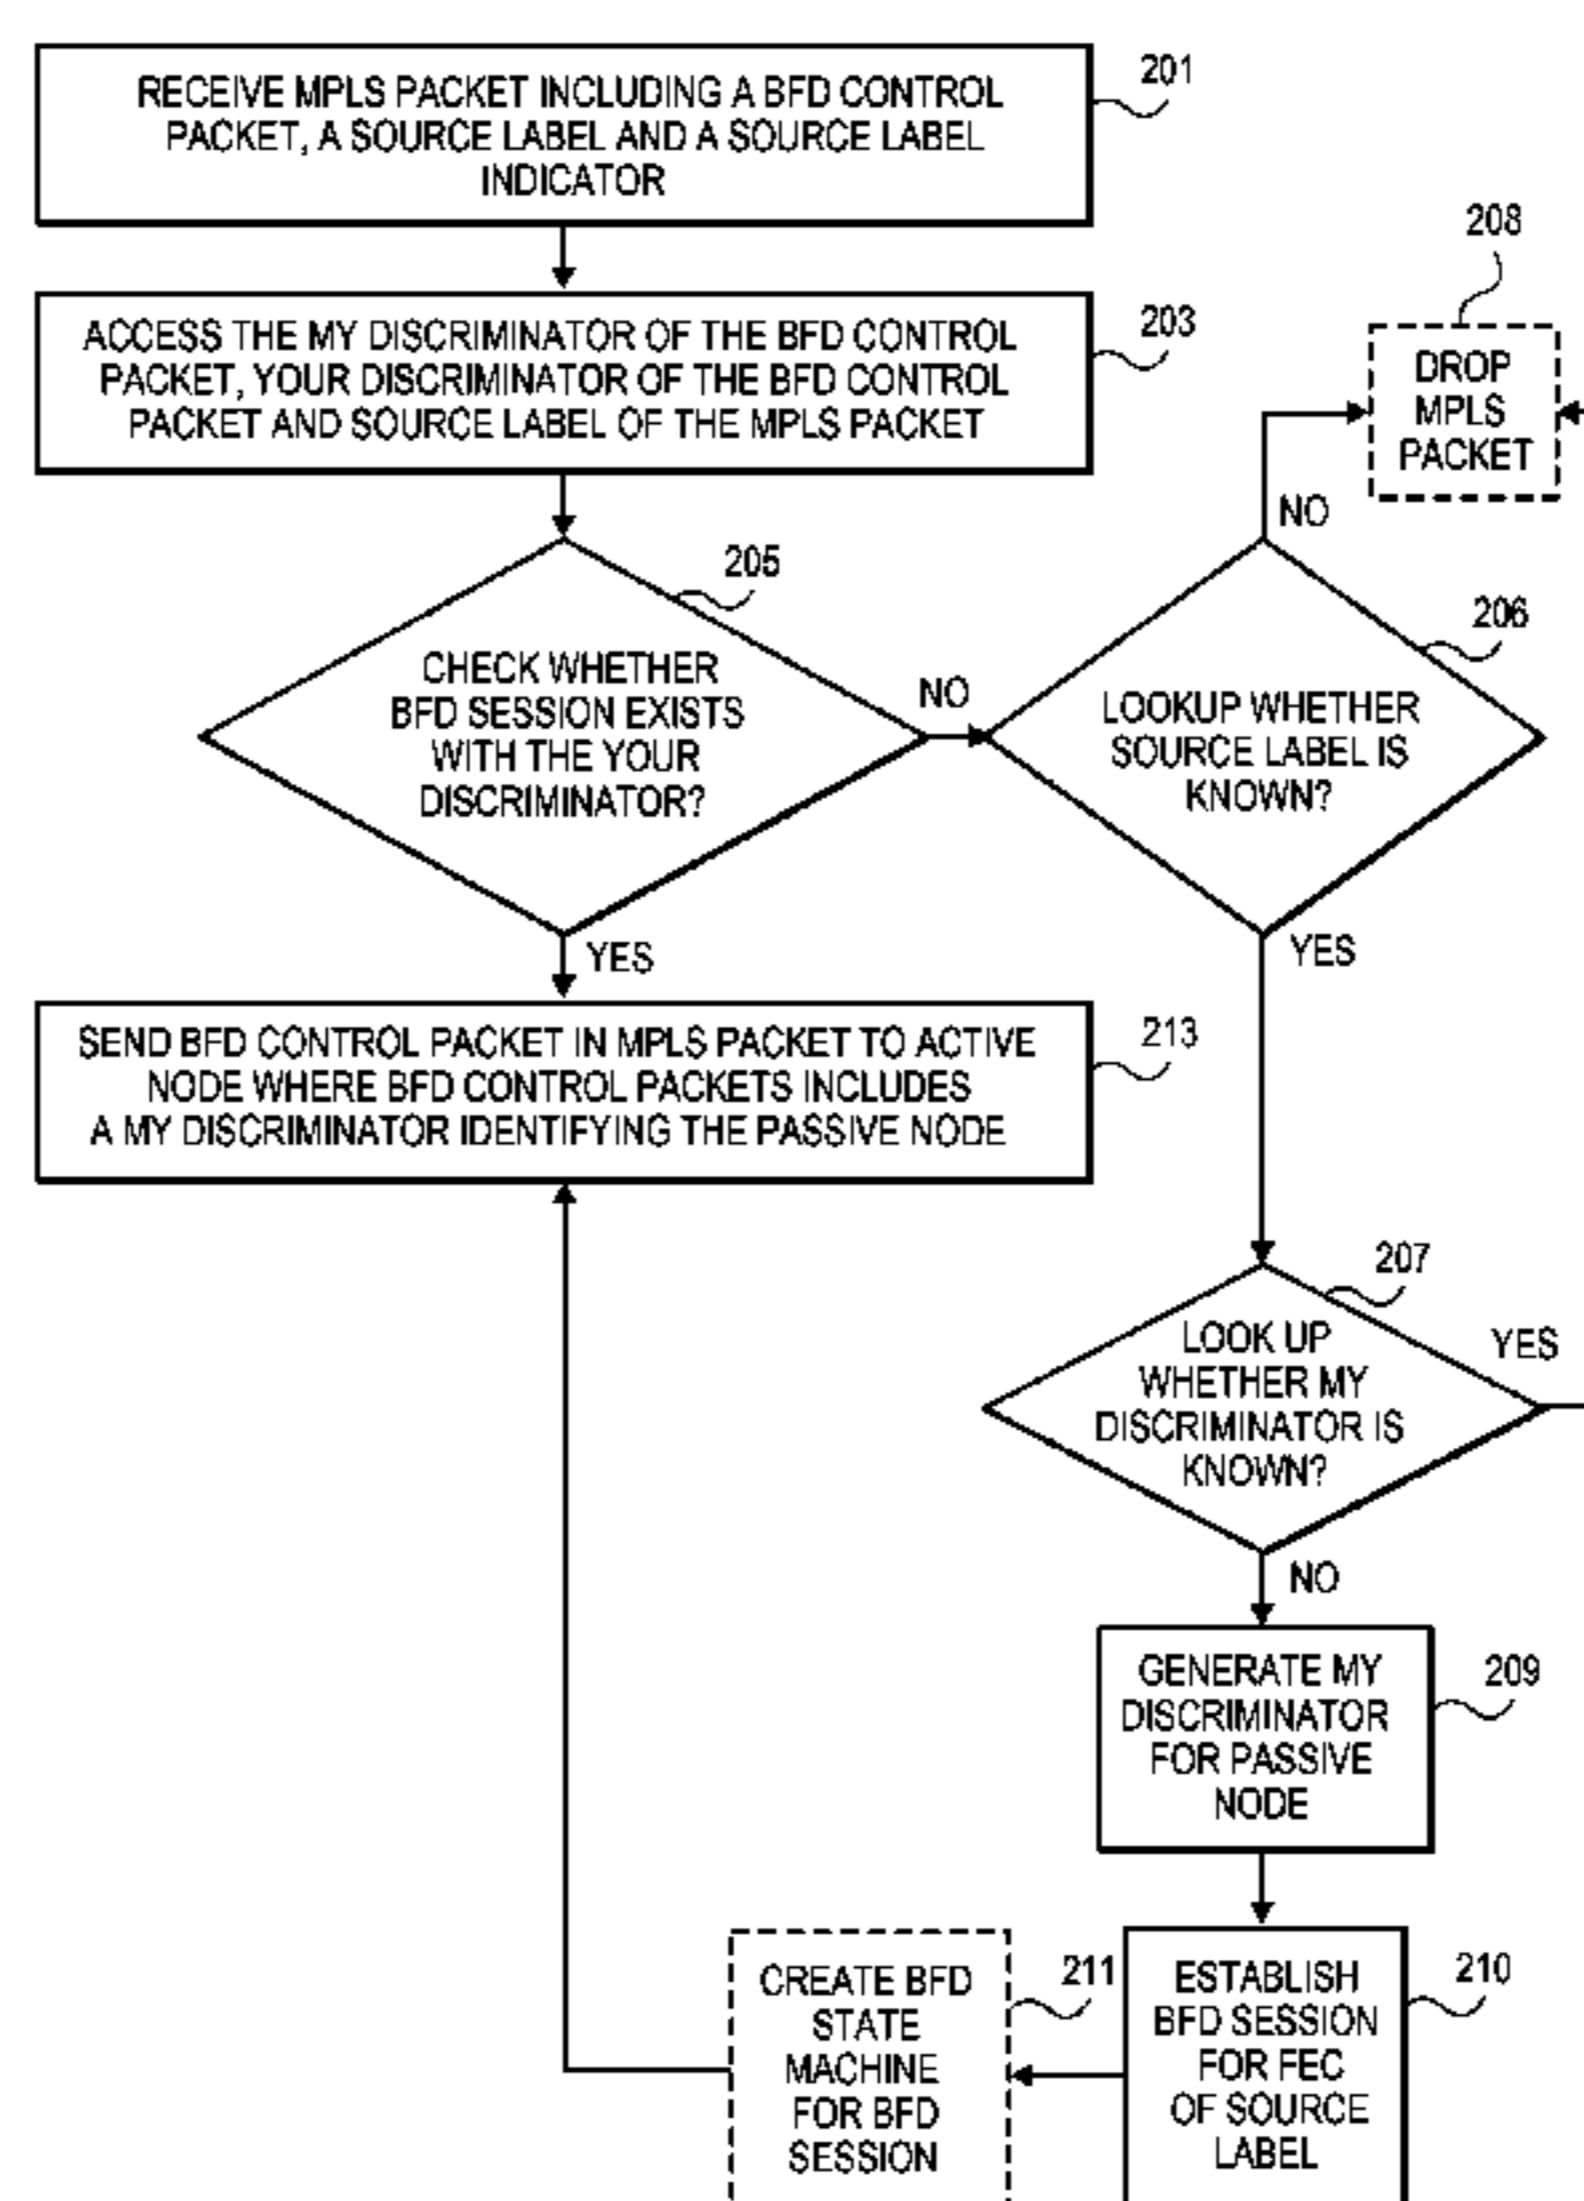 RECEIVE MPLS PACKET INCLUDING A BFD CONTROL
PACKET, A SOURCE LABEL AND A SOURCE LABEL
INDICATOR
201
ACCESS THE MY DISCRIMINATOR OF THE BFD CONTROL
PACKET, YOUR DISCRIMINATOR OF THE BFD CONTROL
PACKET AND SOURCE LABEL OF THE MPLS PACKET
203
208
DROP
MPLS
PACKET
NO
205
CHECK WHETHER
BFD SESSION EXISTS
WITH THE YOUR
DISCRIMINATOR?
NO
206
LOOKUP WHETHER
SOURCE LABEL IS
KNOWN?
YES
YES
SEND BFD CONTROL PACKET IN MPLS PACKET TO ACTIVE
NODE WHERE BFD CONTROL PACKETS INCLUDES
A MY DISCRIMINATOR IDENTIFYING THE PASSIVE NODE
213
207
LOOK UP
WHETHER MY
DISCRIMINATOR IS
KNOWN?
YES
NO
GENERATE MY
DISCRIMINATOR
FOR PASSIVE
NODE
209
ESTABLISH
BFD SESSION
FOR FEC
OF SOURCE
LABEL
210
CREATE BFD
STATE
MACHINE
FOR BFD
SESSION
211